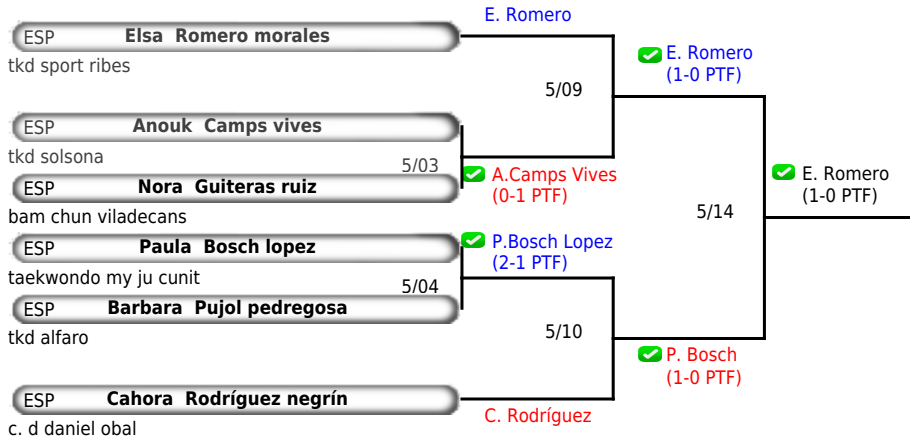 E. Romero
ESP Elsa Romero morales
tkd sport ribes
E. Romero
(1-0 PTF)
5/09
ESP Anouk Camps vives
tkd solsona
5/03
A.Camps Vives
(0-1 PTF)
E. Romero
(1-0 PTF)
ESP Nora Guiteras ruiz
bam chun viladecans
5/14
ESP Paula Bosch lopez
P.Bosch Lopez
(2-1 PTF)
taekwondo my ju cunit
5/04
ESP Barbara Pujol pedregosa
tkd alfaro
5/10
P. Bosch
(1-0 PTF)
ESP Cahora Rodríguez negrín
C. Rodríguez
c. d daniel obal